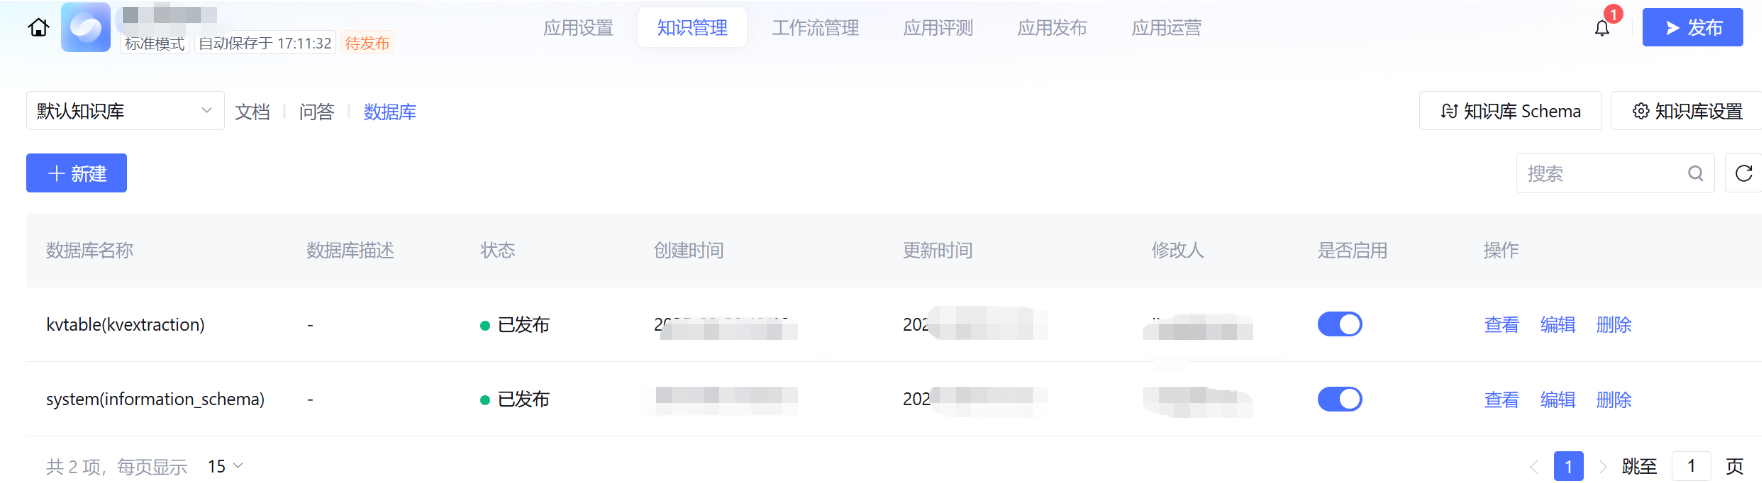 应用设置 知识管理 工作流管理 应用评测 应用发布 应用运营 1 发布
标准模式 自动保存于 17:11:32 待发布
默认知识库 文档 问答 数据库 知识库 Schema 知识库设置
新建 搜索
数据库名称 数据库描述 状态 创建时间 更新时间 修改人 是否启用 操作
kvtable(kvextraction) - 已发布 202 查看 编辑 删除
system(information_schema) - 已发布 202 查看 编辑 删除
共 2 项，每页显示 15 1 跳至 1 页